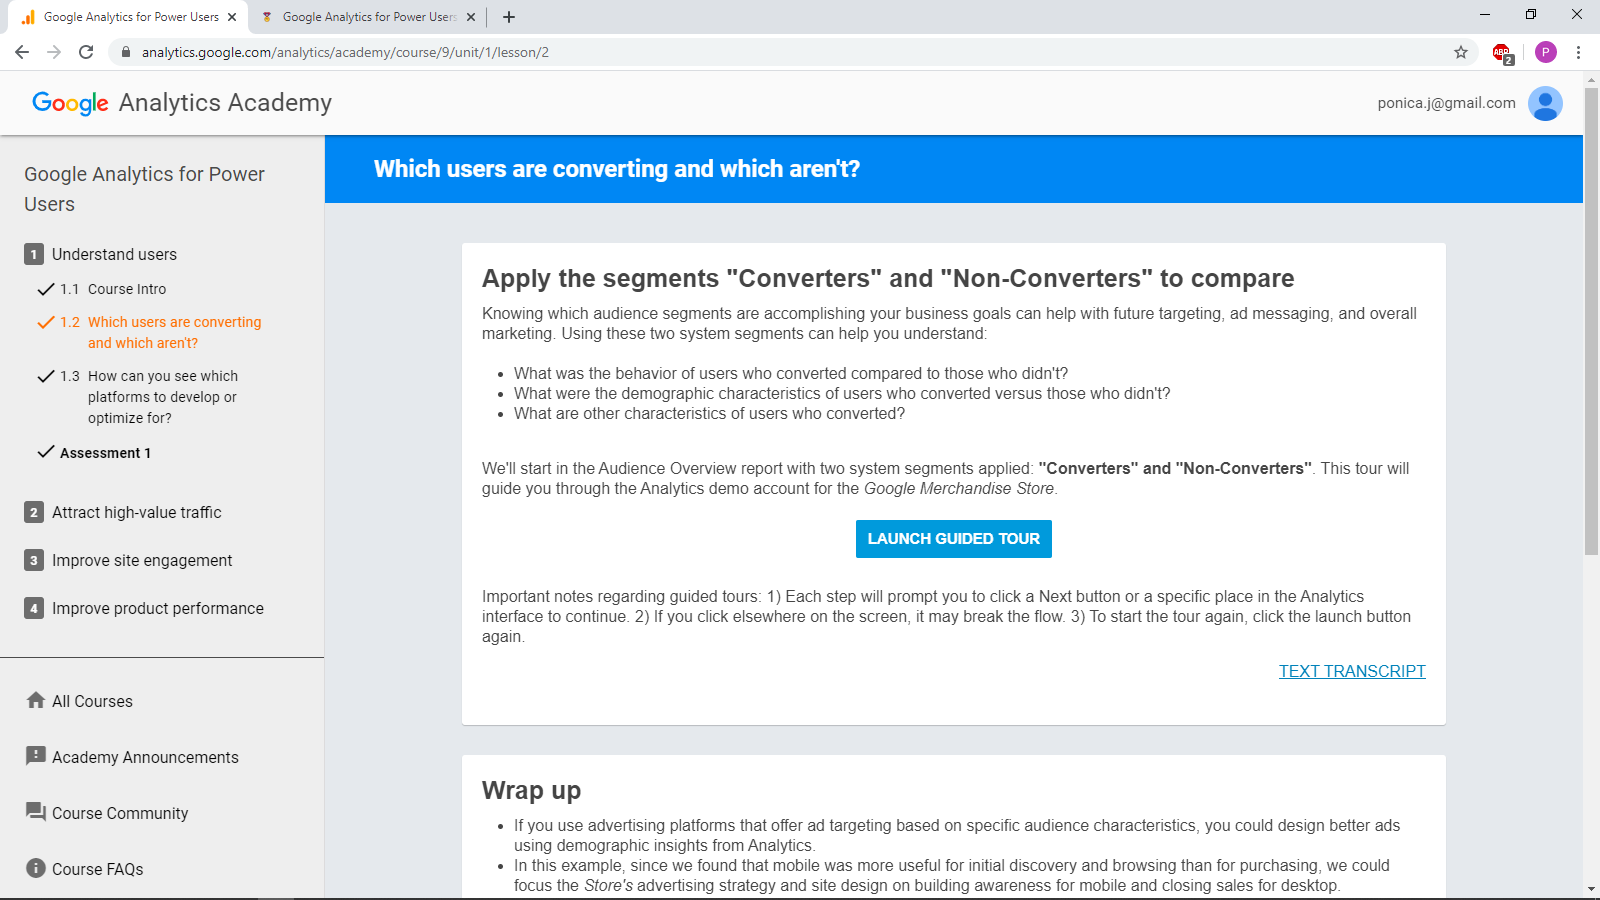 Google Analytics for Power Users
Google Analytics for Power Users
analytics.google.com/analytics/academy/course/9/unit/1/lesson/2
ABP
2
P
Google Analytics Academy
ponica.j@gmail.com
Google Analytics for Power
Users
1 Understand users
1.1 Course Intro
1.2 Which users are converting
and which aren't?
1.3 How can you see which
platforms to develop or
optimize for?
Assessment 1
2 Attract high-value traffic
3 Improve site engagement
4 Improve product performance
All Courses
Academy Announcements
Course Community
Course FAQs
Which users are converting and which aren't?
Apply the segments "Converters" and "Non-Converters" to compare
Knowing which audience segments are accomplishing your business goals can help with future targeting, ad messaging, and overall
marketing. Using these two system segments can help you understand:
• What was the behavior of users who converted compared to those who didn't?
• What were the demographic characteristics of users who converted versus those who didn't?
• What are other characteristics of users who converted?
We'll start in the Audience Overview report with two system segments applied: "Converters" and "Non-Converters". This tour will
guide you through the Analytics demo account for the Google Merchandise Store.
LAUNCH GUIDED TOUR
Important notes regarding guided tours: 1) Each step will prompt you to click a Next button or a specific place in the Analytics
interface to continue. 2) If you click elsewhere on the screen, it may break the flow. 3) To start the tour again, click the launch button
again.
TEXT TRANSCRIPT
Wrap up
• If you use advertising platforms that offer ad targeting based on specific audience characteristics, you could design better ads
using demographic insights from Analytics.
• In this example, since we found that mobile was more useful for initial discovery and browsing than for purchasing, we could
focus the Store's advertising strategy and site design on building awareness for mobile and closing sales for desktop.